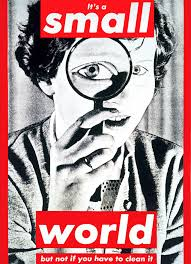 It's a
small
world
but not if you have to clean it